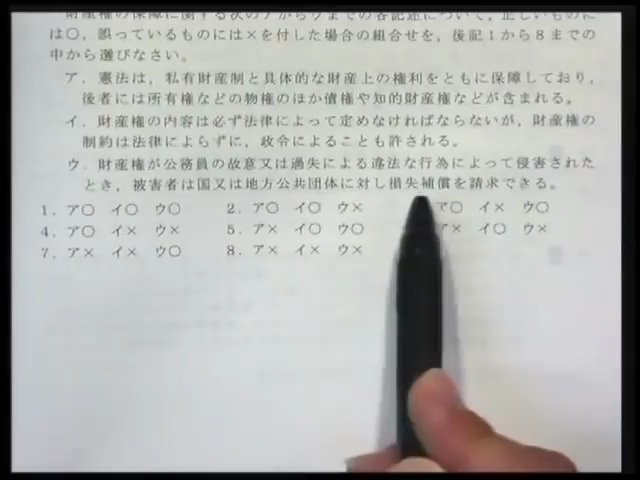 財産権の保障に関する次のアからウまでの各記述について，正しいものに
は○，誤っているものには×を付した場合の組合せを，後記１から８までの
中から選びなさい。
ア．憲法は，私有財産制と具体的な財産上の権利をともに保障しており，
後者には所有権などの物権のほか債権や知的財産権などが含まれる。
イ．財産権の内容は必ず法律によって定めなければならないが，財産権の
制約は法律によらずに，政令によることも許される。
ウ．財産権が公務員の故意又は過失による違法な行為によって侵害された
とき，被害者は国又は地方公共団体に対し損失補償を請求できる。
１．ア○ イ○ ウ○ ２．ア○ イ○ ウ× ア○ イ× ウ○
４．ア○ イ× ウ× ５．ア× イ○ ウ○ ア× イ○ ウ×
７．ア× イ× ウ○ ８．ア× イ× ウ×